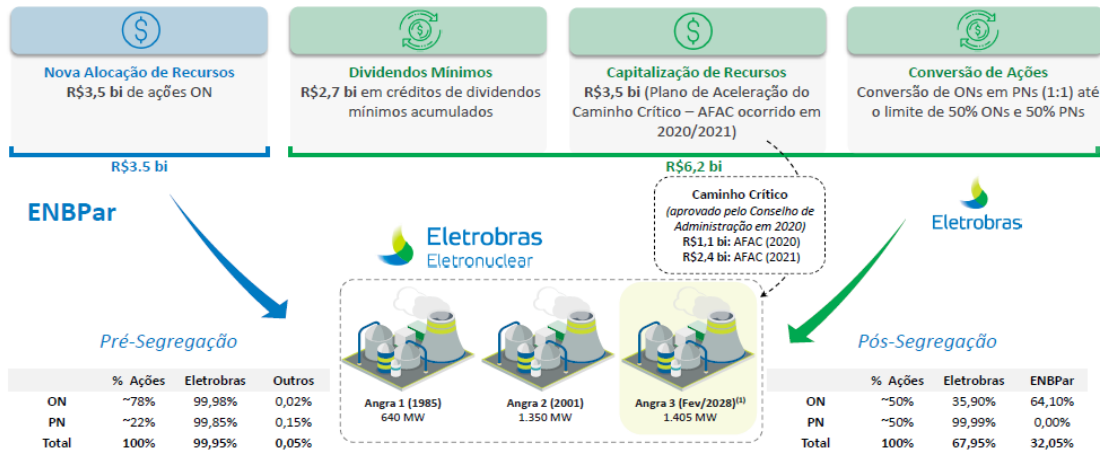 Nova Alocação de Recursos
R$3,5 bi de ações ON
Dividendos Mínimos
R$2,7 bi em créditos de dividendos
mínimos acumulados
Capitalização de Recursos
R$3,5 bi (Plano de Aceleração do
Caminho Crítico – AFAC ocorrido em
2020/2021)
Conversão de Ações
Conversão de ONs em PNs (1:1) até
o limite de 50% ONs e 50% PNs
R$3.5 bi
R$6,2 bi
ENBPar
Caminho Crítico
(aprovado pelo Conselho de
Administração em 2020)
R$1,1 bi: AFAC (2020)
R$2,4 bi: AFAC (2021)
Eletrobras
Eletrobras
Eletronuclear
Pré-Segregação
% Ações Eletrobras Outros
ON ~78% 99,98% 0,02%
PN ~22% 99,85% 0,15%
Total 100% 99,95% 0,05%
Angra 1 (1985)
640 MW
Angra 2 (2001)
1.350 MW
Angra 3 (Fev/2028)(1)
1.405 MW
Pós-Segregação
% Ações Eletrobras ENBPar
ON ~50% 35,90% 64,10%
PN ~50% 99,99% 0,00%
Total 100% 67,95% 32,05%